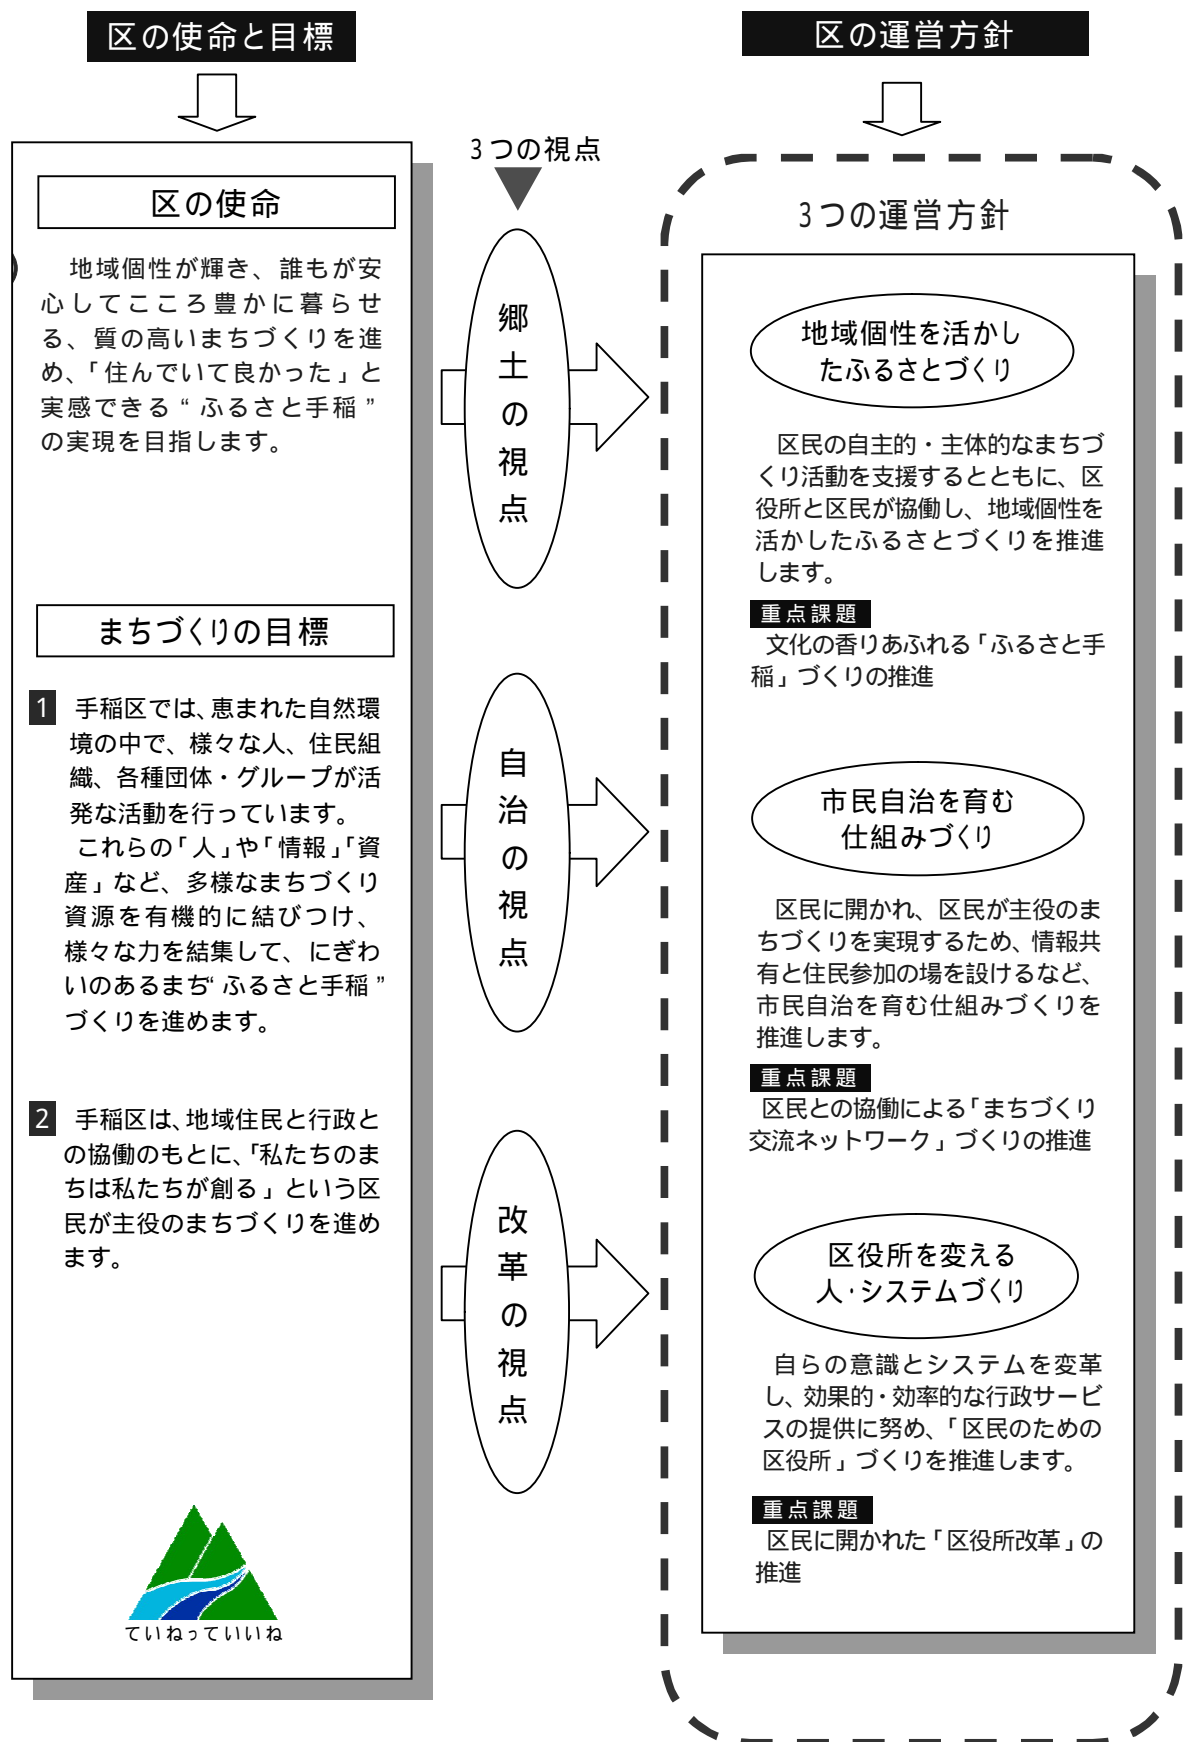 区の使命と目標
区の使命
地域個性が輝き、誰もが安
心してこころ豊かに暮らせ
る、質の高いまちづくりを進
め、「住んでいて良かった」と
実感できる“ふるさと手稲”
の実現を目指します。
まちづくりの目標
1 手稲区では、恵まれた自然環
境の中で、様々な人、住民組
織、各種団体・グループが活
発な活動を行っています。
これらの「人」や「情報」「資
産」など、多様なまちづくり
資源を有機的に結びつけ、
様々な力を結集して、にぎわ
いのあるまち“ふるさと手稲”
づくりを進めます。
2 手稲区は、地域住民と行政と
の協働のもとに、「私たちのま
ちは私たちが創る」という区
民が主役のまちづくりを進め
ます。
ていねっていいね
3つの視点
郷土の視点
自治の視点
改革の視点
区の運営方針
3つの運営方針
地域個性を活かし
たふるさとづくり
区民の自主的・主体的なまちづ
くり活動を支援するとともに、区
役所と区民が協働し、地域個性を
活かしたふるさとづくりを推進
します。
重点課題
文化の香りあふれる「ふるさと手
稲」づくりの推進
市民自治を育む
仕組みづくり
区民に開かれ、区民が主役のま
ちづくりを実現するため、情報共
有と住民参加の場を設けるなど、
市民自治を育む仕組みづくりを
推進します。
重点課題
区民との協働による「まちづくり
交流ネットワーク」づくりの推進
区役所を変える
人・システムづくり
自らの意識とシステムを変革
し、効果的・効率的な行政サービ
スの提供に努め、「区民のための
区役所」づくりを推進します。
重点課題
区民に開かれた「区役所改革」の
推進